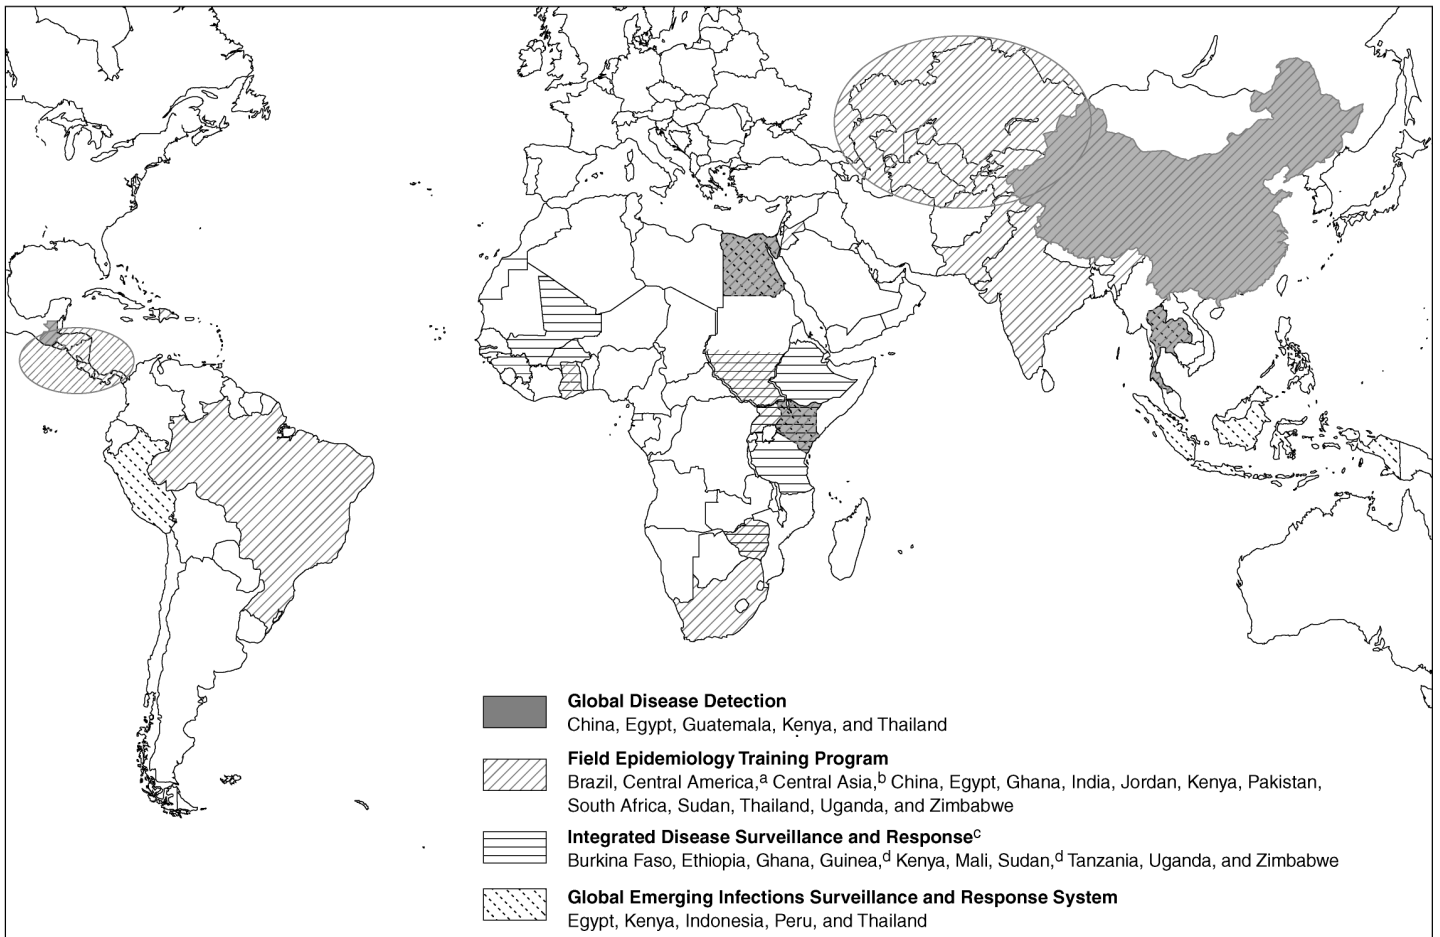 Global Disease Detection
China, Egypt, Guatemala, Kenya, and Thailand
Field Epidemiology Training Program
Brazil, Central America,a Central Asia,b China, Egypt, Ghana, India, Jordan, Kenya, Pakistan,
South Africa, Sudan, Thailand, Uganda, and Zimbabwe
Integrated Disease Surveillance and Responsec
Burkina Faso, Ethiopia, Ghana, Guinea,d Kenya, Mali, Sudan,d Tanzania, Uganda, and Zimbabwe
Global Emerging Infections Surveillance and Response System
Egypt, Kenya, Indonesia, Peru, and Thailand